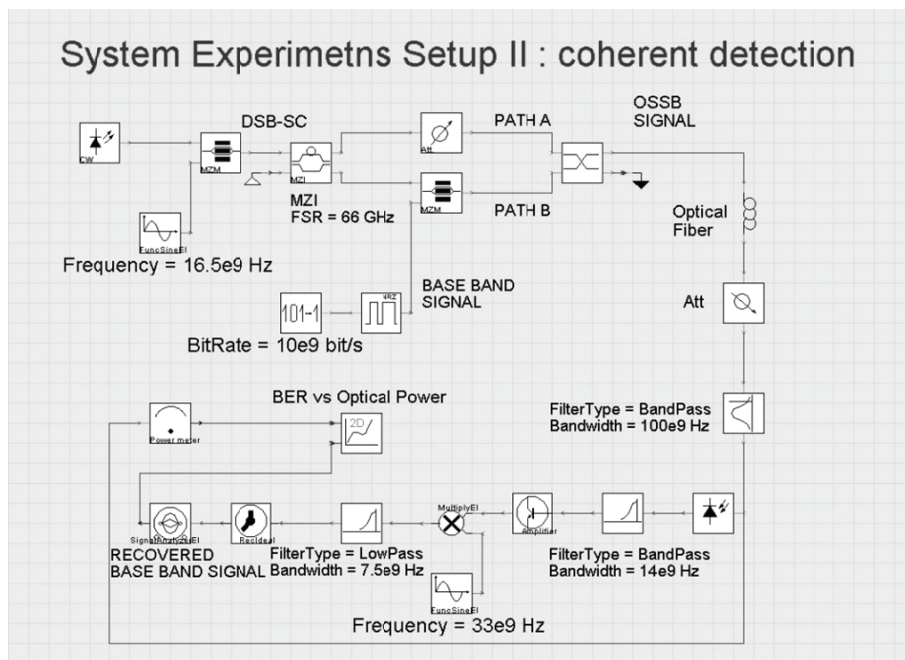 System Experimetns Setup II : coherent detection
OSSB
SIGNAL
DSB-SC
PATH A
CW
MZM
MZI
Att
MZI
FSR = 66 GHz
MZM
PATH B
Optical
Fiber
FuncSineEl
Frequency = 16.5e9 Hz
BASE BAND
SIGNAL
Att
101-1
NRZ
BitRate = 10e9 bit/s
BER vs Optical Power
FilterType = BandPass
Bandwidth = 100e9 Hz
Power meter
2D
MultiplyEl
SignalAnalyzerEl
RecIdeal
Amplifier
RECOVERED
BASE BAND SIGNAL
FilterType = LowPass
Bandwidth = 7.5e9 Hz
FilterType = BandPass
Bandwidth = 14e9 Hz
FuncSineEl
Frequency = 33e9 Hz